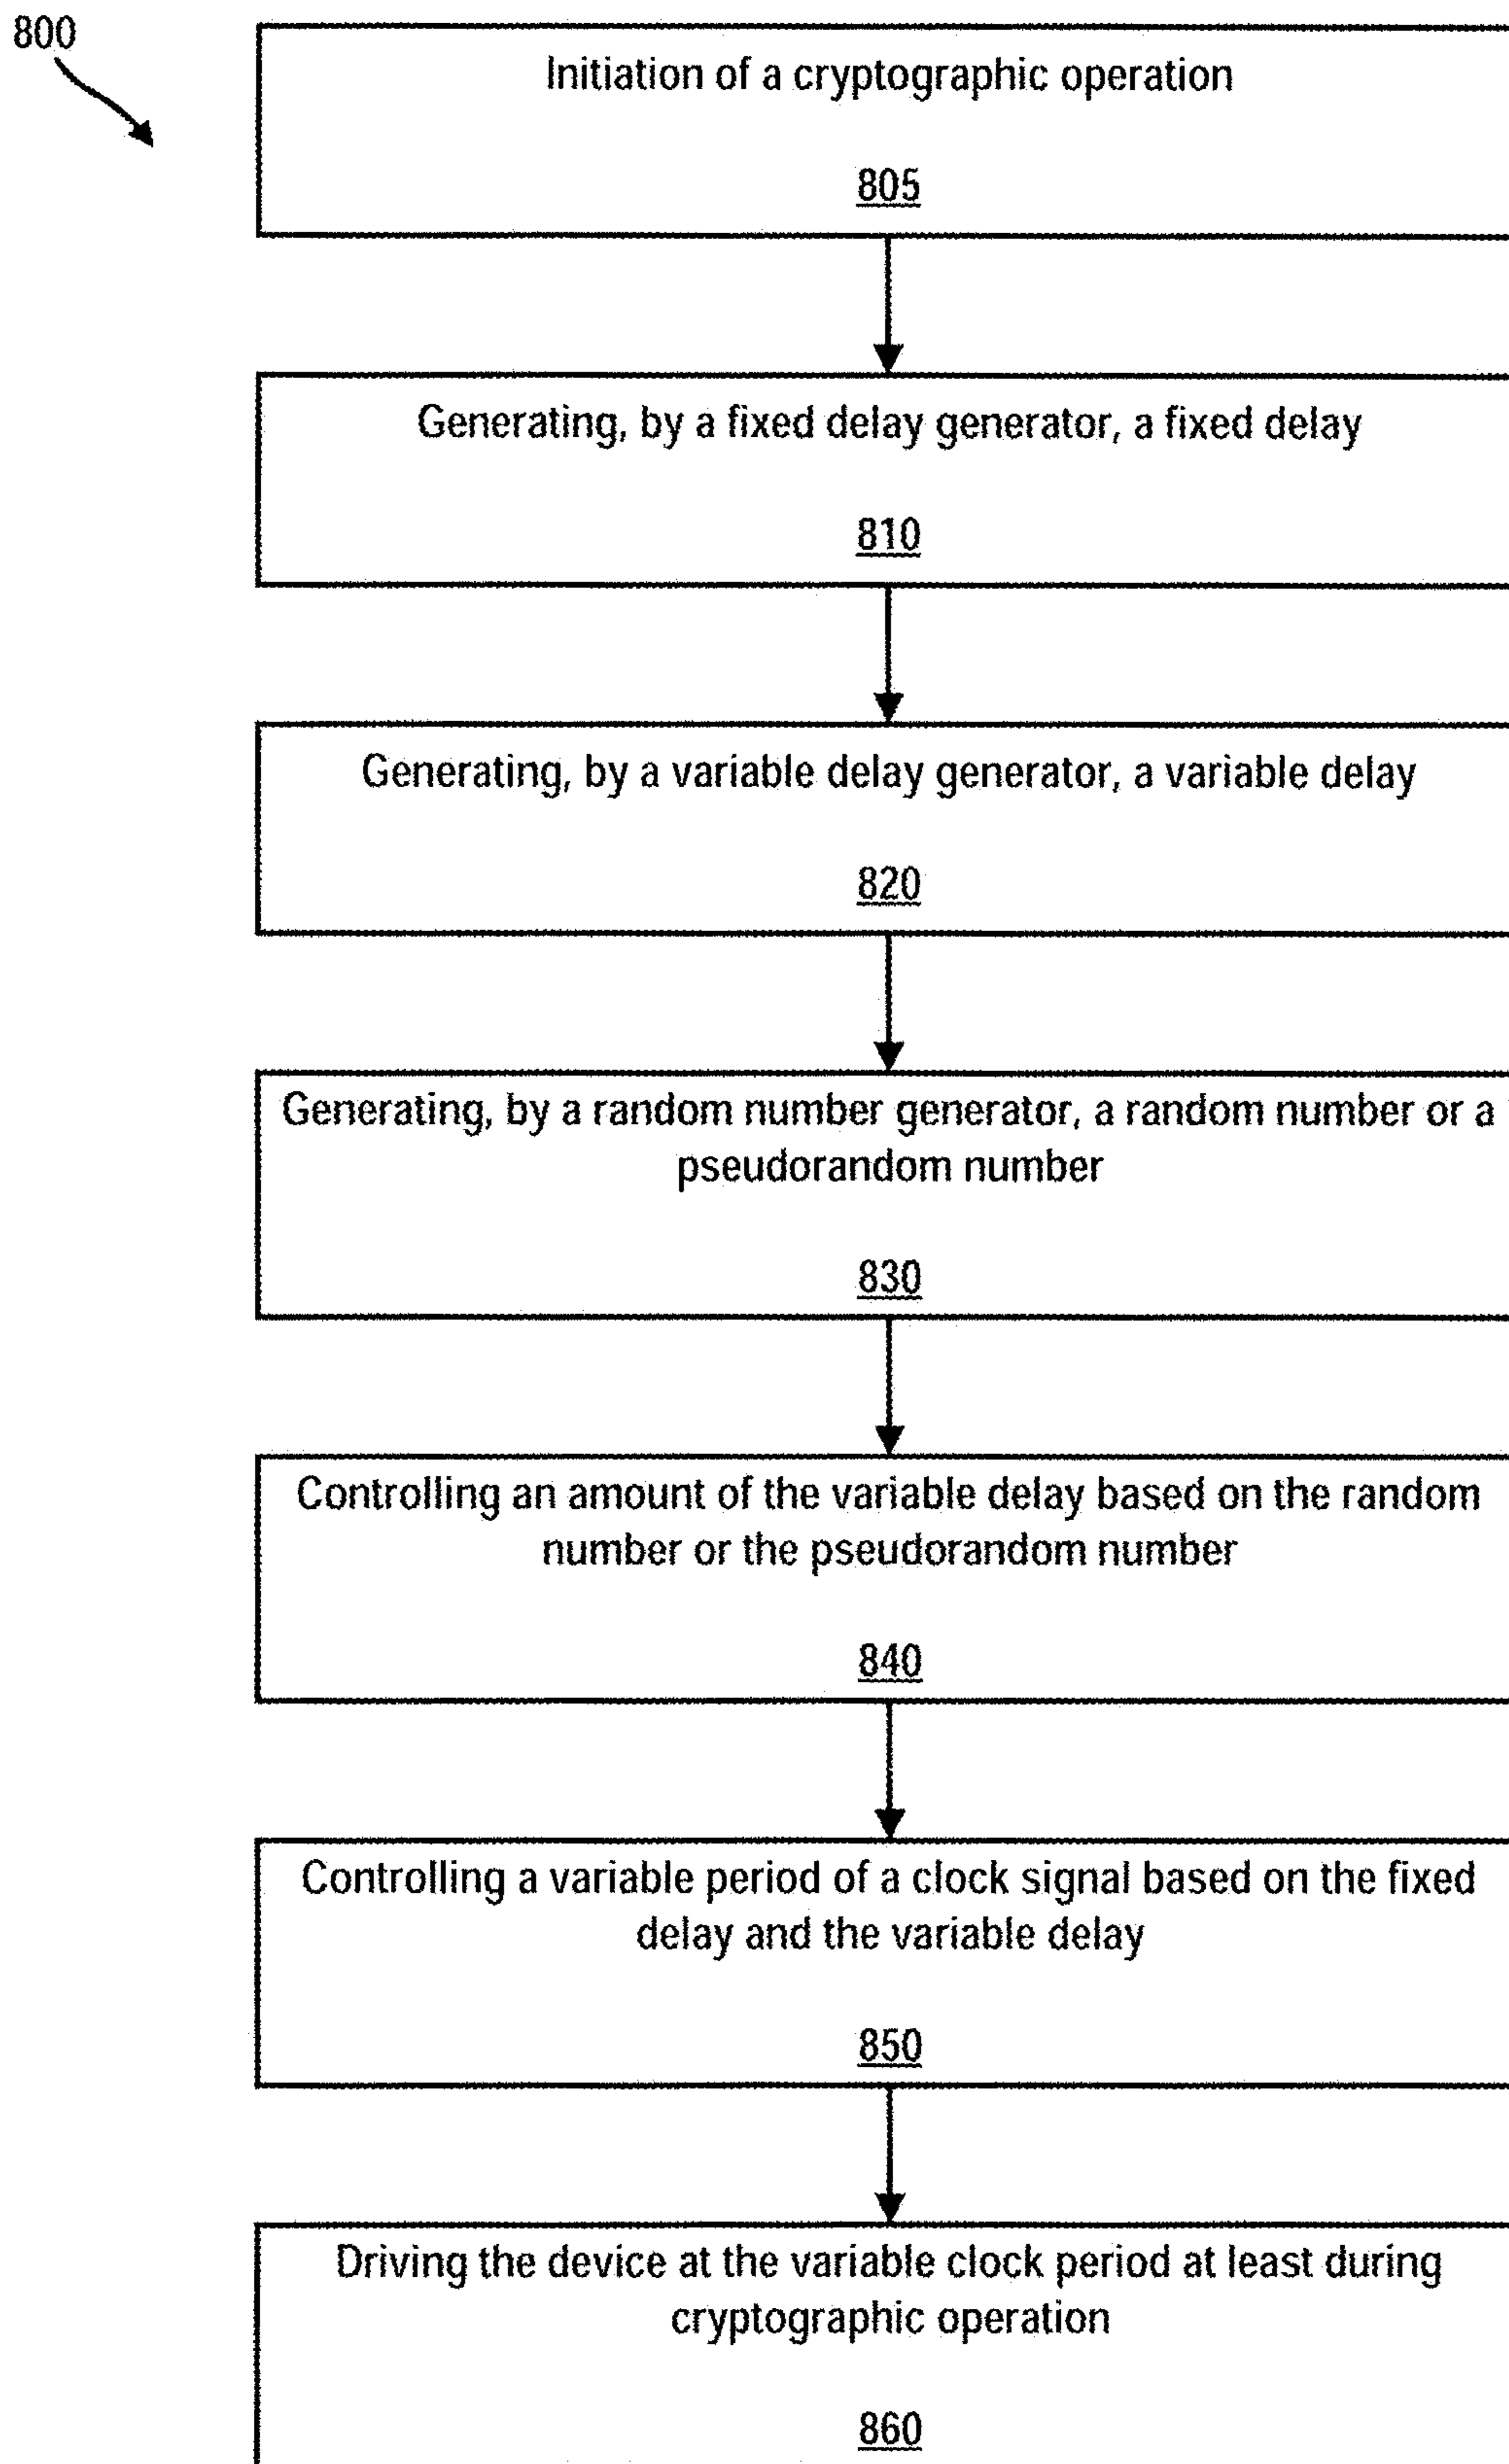 800
Initiation of a cryptographic operation
805
Generating, by a fixed delay generator, a fixed delay
810
Generating, by a variable delay generator, a variable delay
820
Generating, by a random number generator, a random number or a
pseudorandom number
830
Controlling an amount of the variable delay based on the random
number or the pseudorandom number
840
Controlling a variable period of a clock signal based on the fixed
delay and the variable delay
850
Driving the device at the variable clock period at least during
cryptographic operation
860